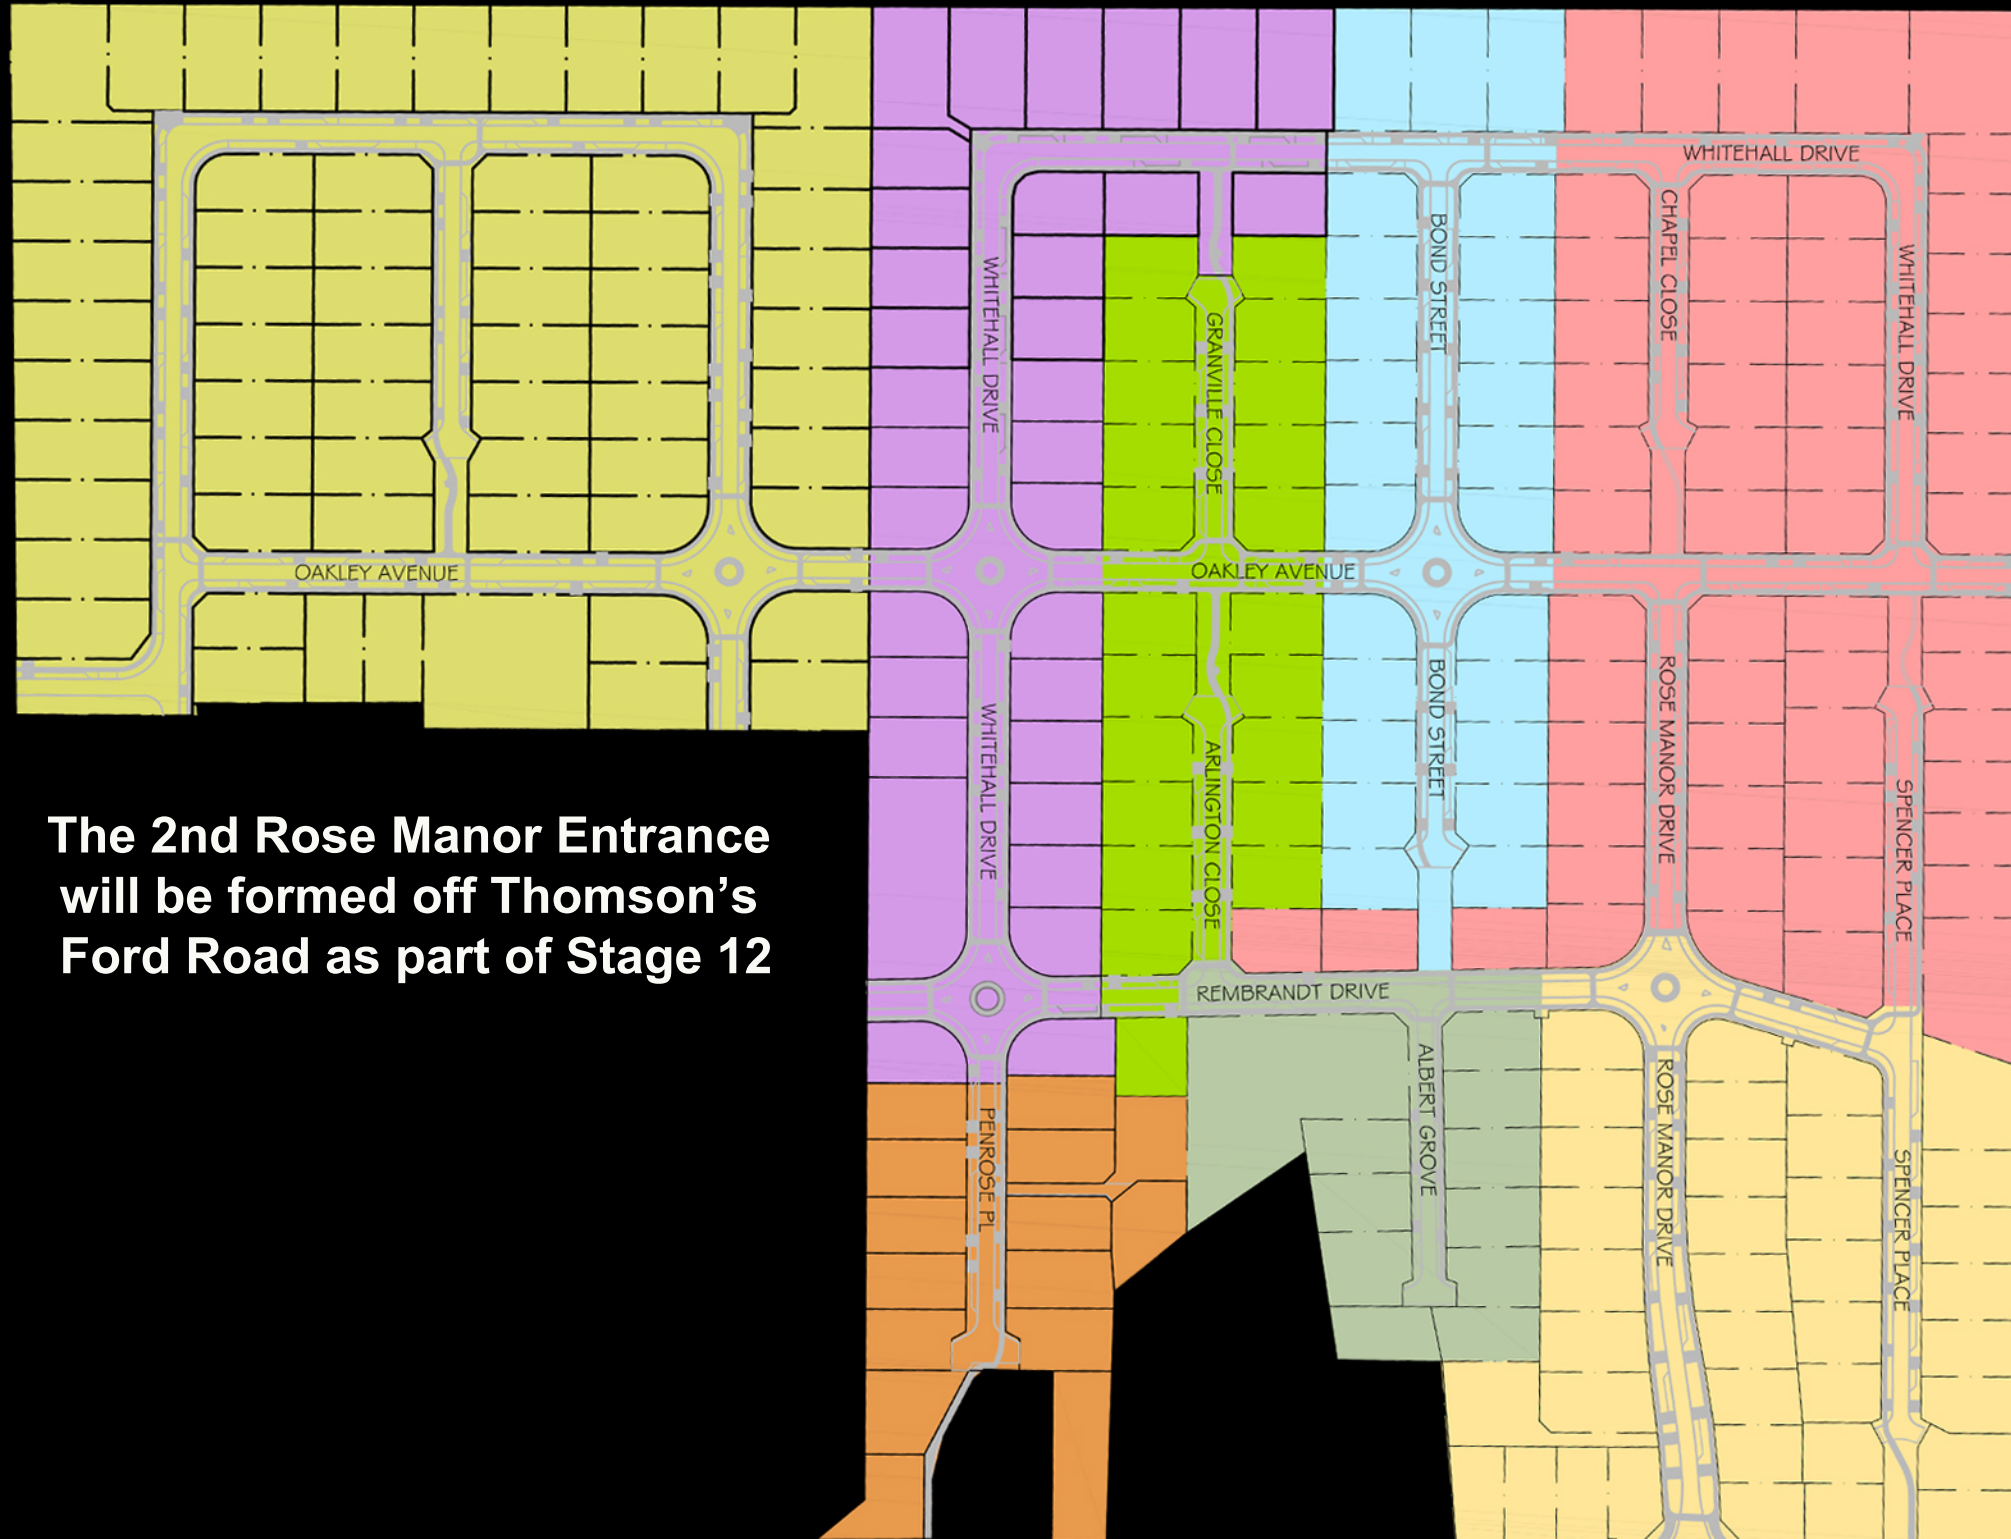 WHITEHALL DRIVE
BOND STREET
CHAPEL CLOSE
WHITEHALL DRIVE
WHITEHALL DRIVE
GRANVILLE CLOSE
OAKLEY AVENUE
OAKLEY AVENUE
WHITEHALL DRIVE
ARLINGTON CLOSE
BOND STREET
ROSE MANOR DRIVE
SPENCER PLACE
The 2nd Rose Manor Entrance
will be formed off Thomson’s
Ford Road as part of Stage 12
REMBRANDT DRIVE
PENROSE PL
ALBERT GROVE
ROSE MANOR DRIVE
SPENCER PLACE